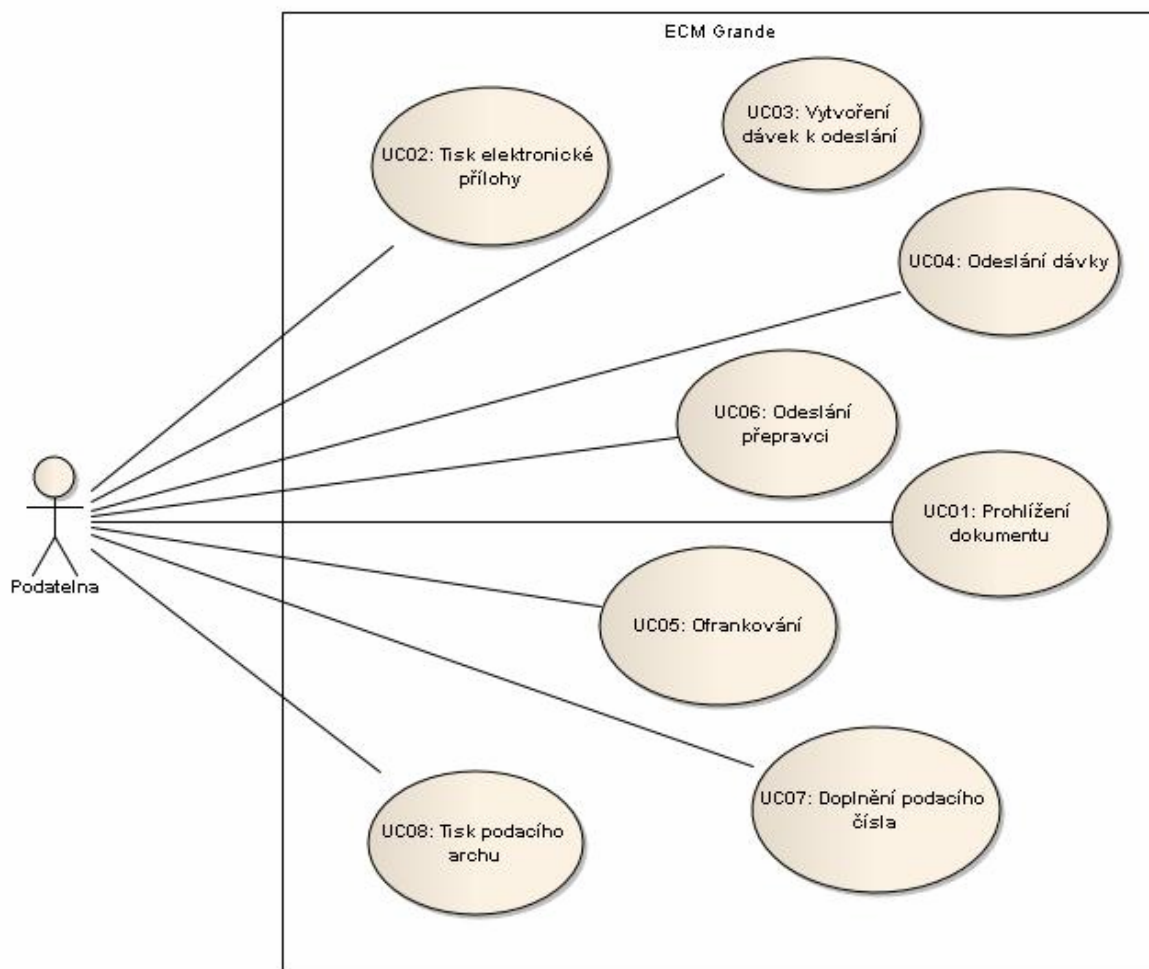 ECM Grande
UC03: Vytvoření
dávek k odeslání
UC02: Tisk elektronické
přílohy
UC04: Odeslání dávky
UC06: Odeslání
přepravci
UC01: Prohlížení
dokumentu
Podatelna
UC05: Ofrankování
UC07: Doplnění podacího
čísla
UC08: Tisk podacího
archu